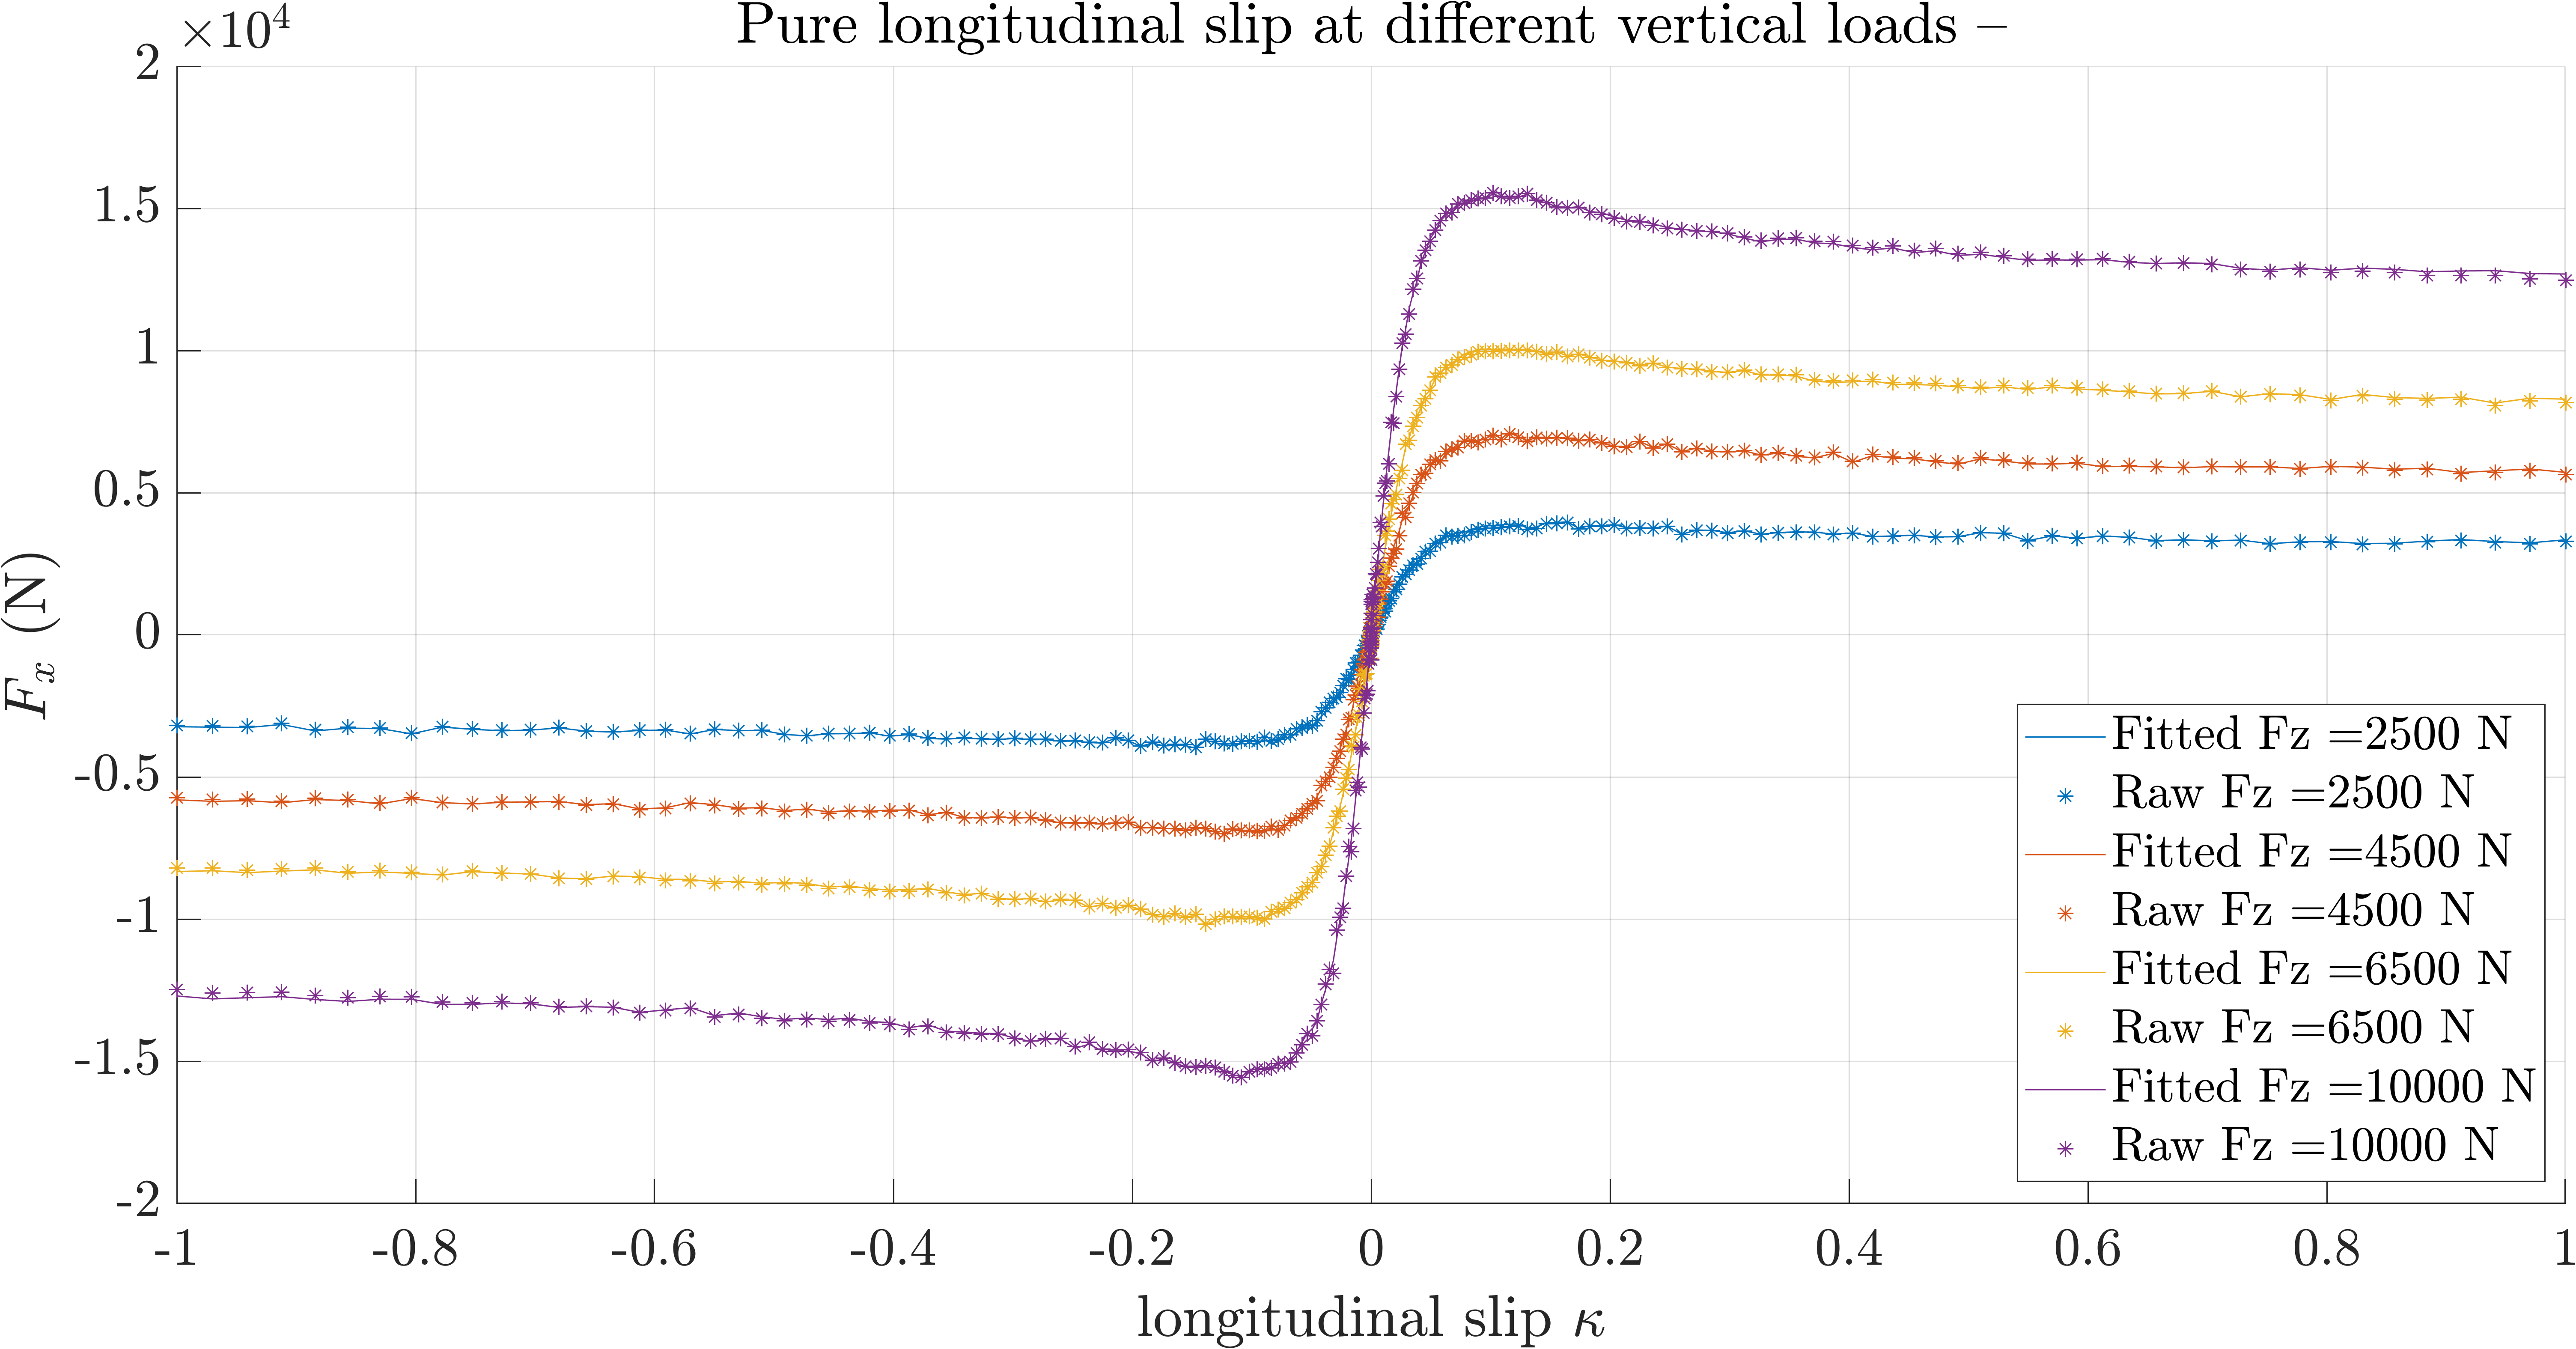 Pure longitudinal slip at different vertical loads –
×10⁴
2
1.5
1
0.5
0
-0.5
-1
-1.5
-2
F_x (N)
-1 -0.8 -0.6 -0.4 -0.2 0 0.2 0.4 0.6 0.8 1
longitudinal slip κ
Fitted Fz =2500 N
Raw Fz =2500 N
Fitted Fz =4500 N
Raw Fz =4500 N
Fitted Fz =6500 N
Raw Fz =6500 N
Fitted Fz =10000 N
Raw Fz =10000 N